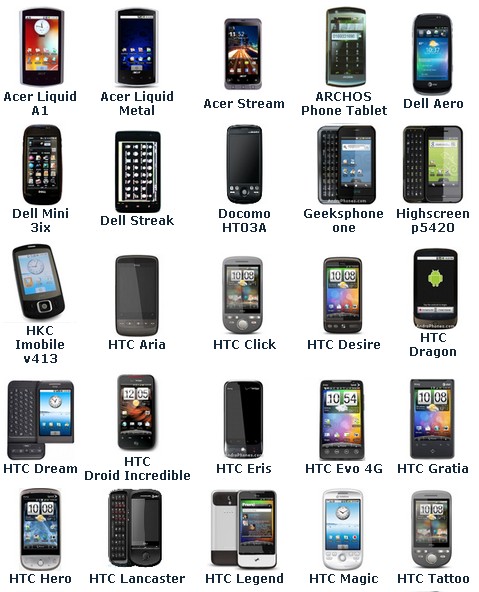 Acer Liquid
A1
Acer Liquid
Metal
Acer Stream
ARCHOS
Phone Tablet
Dell Aero
Dell Mini
3ix
Dell Streak
Docomo
HT03A
Geeksphone
one
Highscreen
p5420
HKC
Imobile
v413
HTC Aria
HTC Click
HTC Desire
HTC
Dragon
HTC Dream
HTC
Droid Incredible
HTC Eris
HTC Evo 4G
HTC Gratia
HTC Hero
HTC Lancaster
HTC Legend
HTC Magic
HTC Tattoo